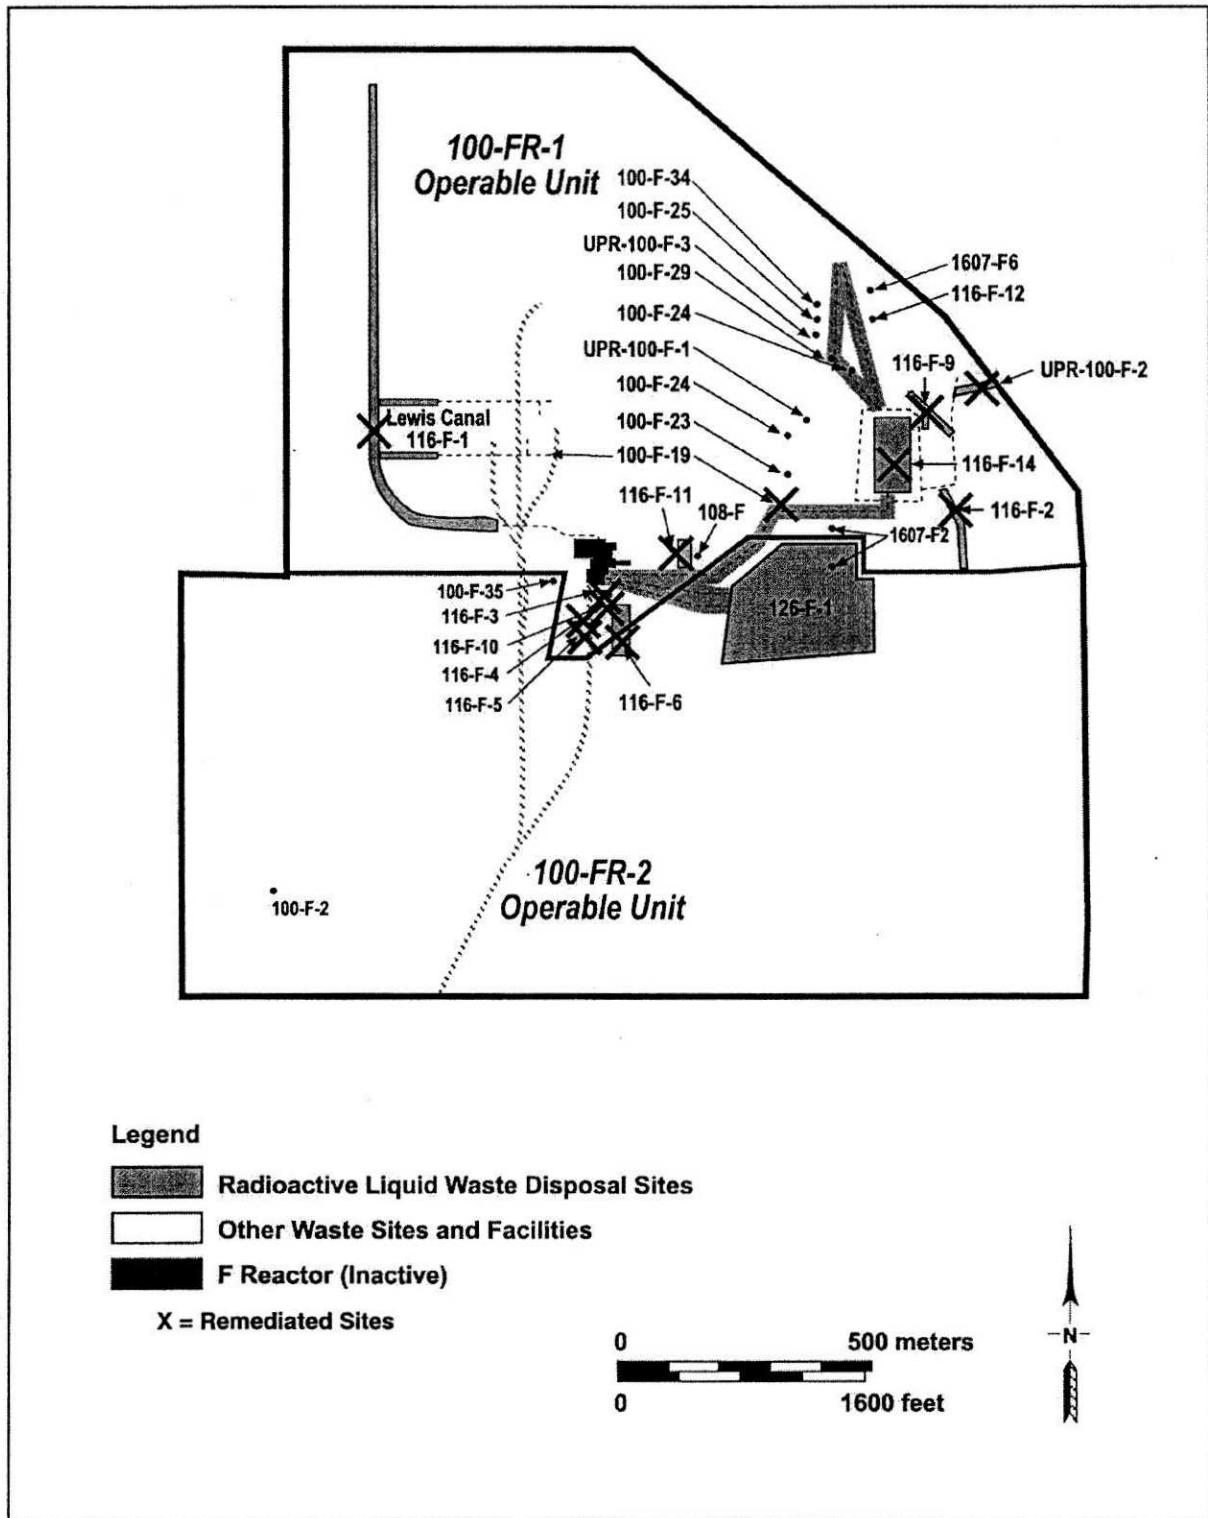 100-FR-1
Operable Unit
100-F-34
100-F-25
UPR-100-F-3
100-F-29
100-F-24
UPR-100-F-1
100-F-24
100-F-23
100-F-19
1607-F6
116-F-12
116-F-9
UPR-100-F-2
Lewis Canal
116-F-1
116-F-14
116-F-11
108-F
116-F-2
1607-F2
100-F-35
116-F-3
116-F-10
116-F-4
116-F-5
116-F-6
126-F-1
100-FR-2
Operable Unit
100-F-2
Legend
Radioactive Liquid Waste Disposal Sites
Other Waste Sites and Facilities
F Reactor (Inactive)
X = Remediated Sites
0 500 meters
0 1600 feet
N